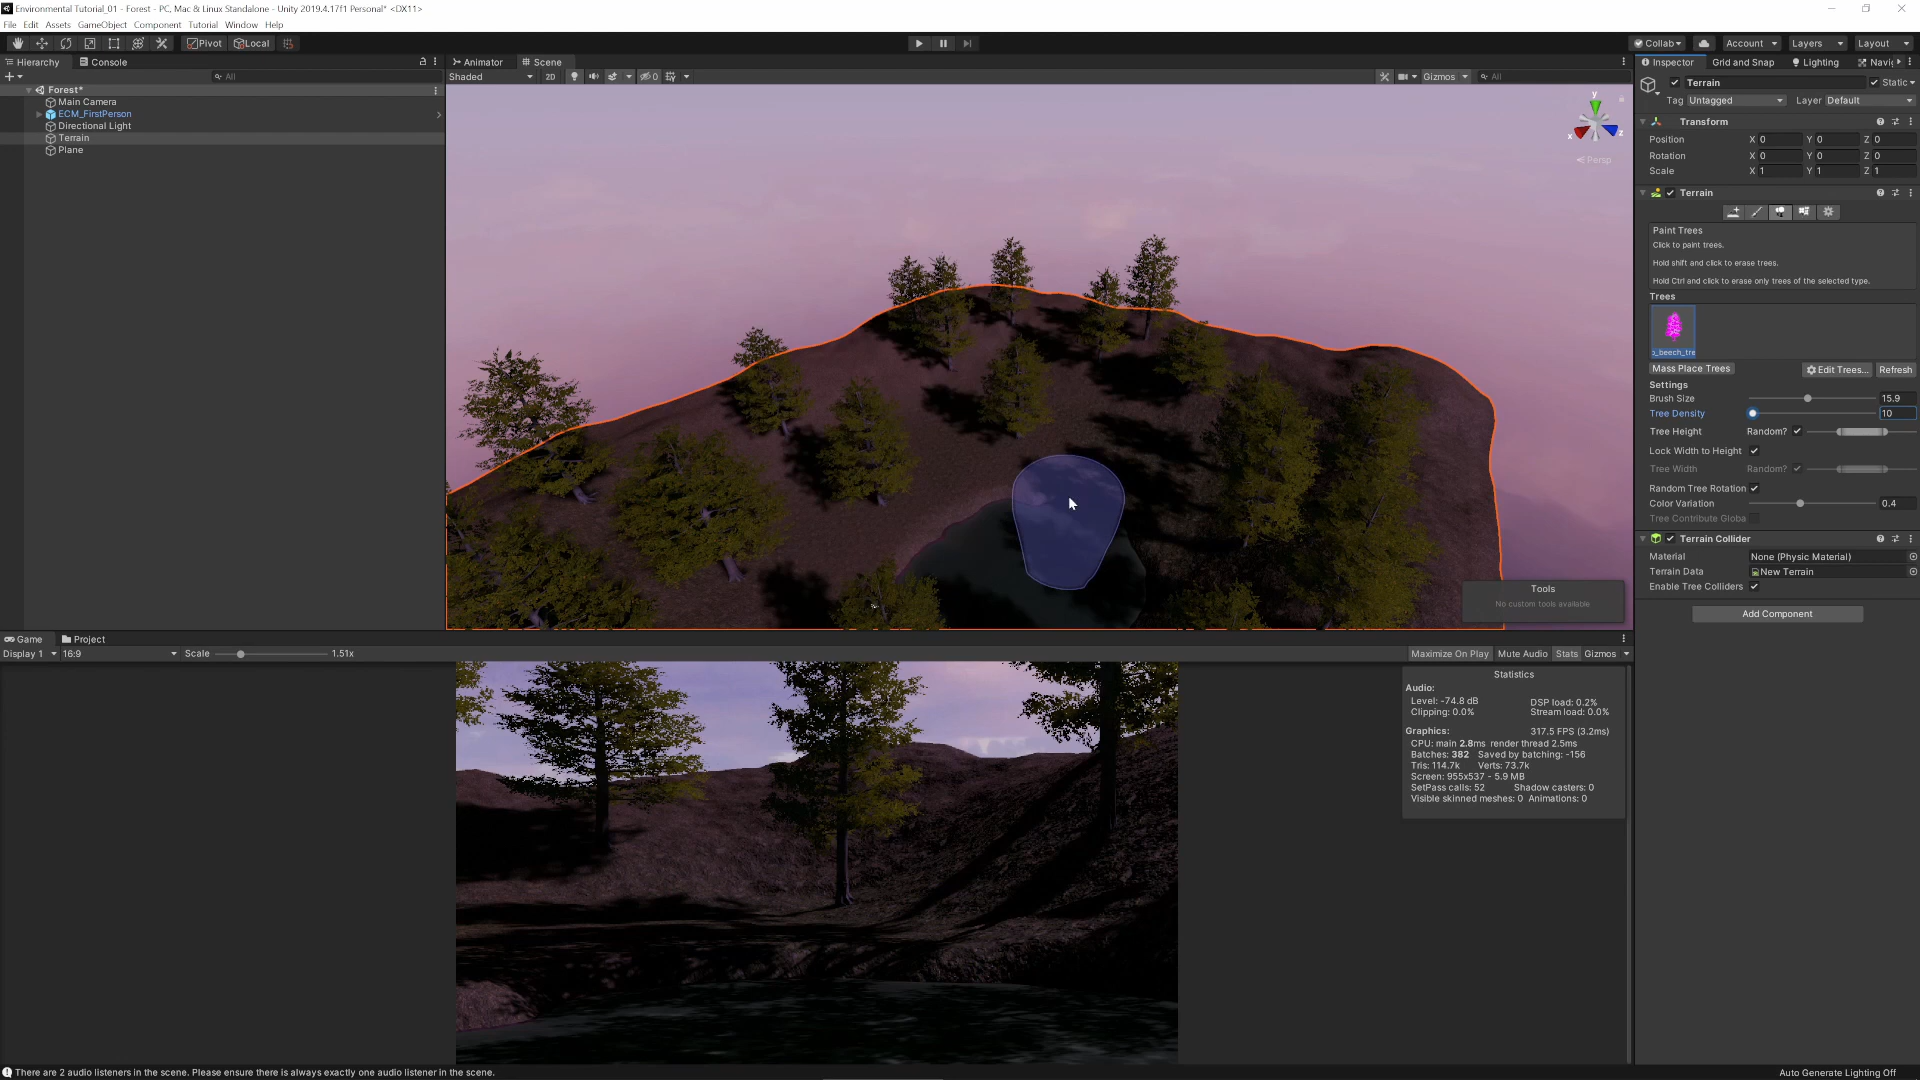 Environmental Tutorial_01 - Forest - PC, Mac & Linux Standalone - Unity 2019.4.17f1 Personal* <DX11>
File Edit Assets GameObject Component Tutorial Window Help
Pivot Local Collab Account Layers Layout
Hierarchy Console
All
Forest*
Main Camera
ECM_FirstPerson
Directional Light
Terrain
Plane
Animator Scene
Shaded 2D 0 Gizmos All
y
x z
Persp
Tools
No custom tools available
Inspector Grid and Snap Lighting Navi
Terrain Static
Tag Untagged Layer Default
Transform
Position X 0 Y 0 Z 0
Rotation X 0 Y 0 Z 0
Scale X 1 Y 1 Z 1
Terrain
Paint Trees
Click to paint trees.
Hold shift and click to erase trees.
Hold Ctrl and click to erase only trees of the selected type.
Trees
_beech_tre
Mass Place Trees Edit Trees... Refresh
Settings
Brush Size 15.9
Tree Density 10
Tree Height Random?
Lock Width to Height
Tree Width Random?
Random Tree Rotation
Color Variation 0.4
Tree Contribute Globa
Terrain Collider
Material None (Physic Material)
Terrain Data New Terrain
Enable Tree Colliders
Add Component
Game Project
Display 1 16:9 Scale 1.51x Maximize On Play Mute Audio Stats Gizmos
Statistics
Audio:
Level: -74.8 dB DSP load: 0.2%
Clipping: 0.0% Stream load: 0.0%
Graphics: 317.5 FPS (3.2ms)
CPU: main 2.8ms render thread 2.5ms
Batches: 382 Saved by batching: -156
Tris: 114.7k Verts: 73.7k
Screen: 955x537 - 5.9 MB
SetPass calls: 52 Shadow casters: 0
Visible skinned meshes: 0 Animations: 0
There are 2 audio listeners in the scene. Please ensure there is always exactly one audio listener in the scene.
Auto Generate Lighting Off